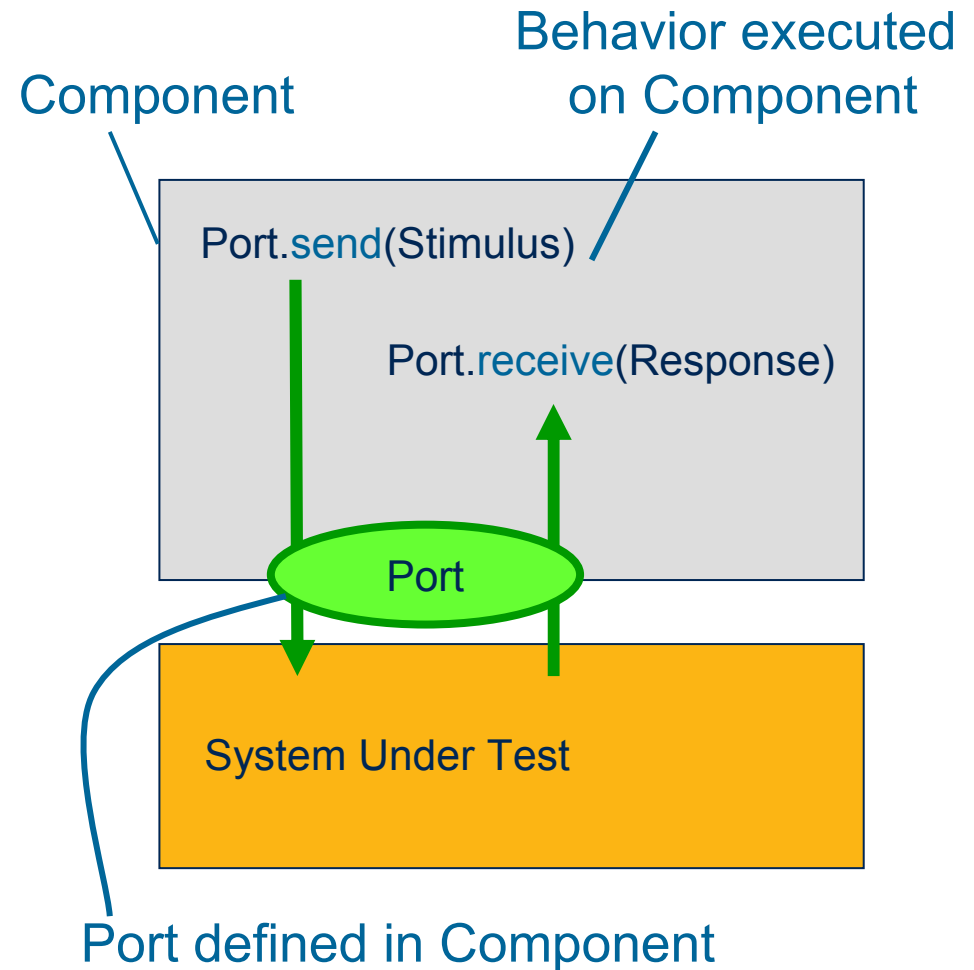 Behavior executed
on Component
Component
Port.send(Stimulus)
Port.receive(Response)
Port
System Under Test
Port defined in Component